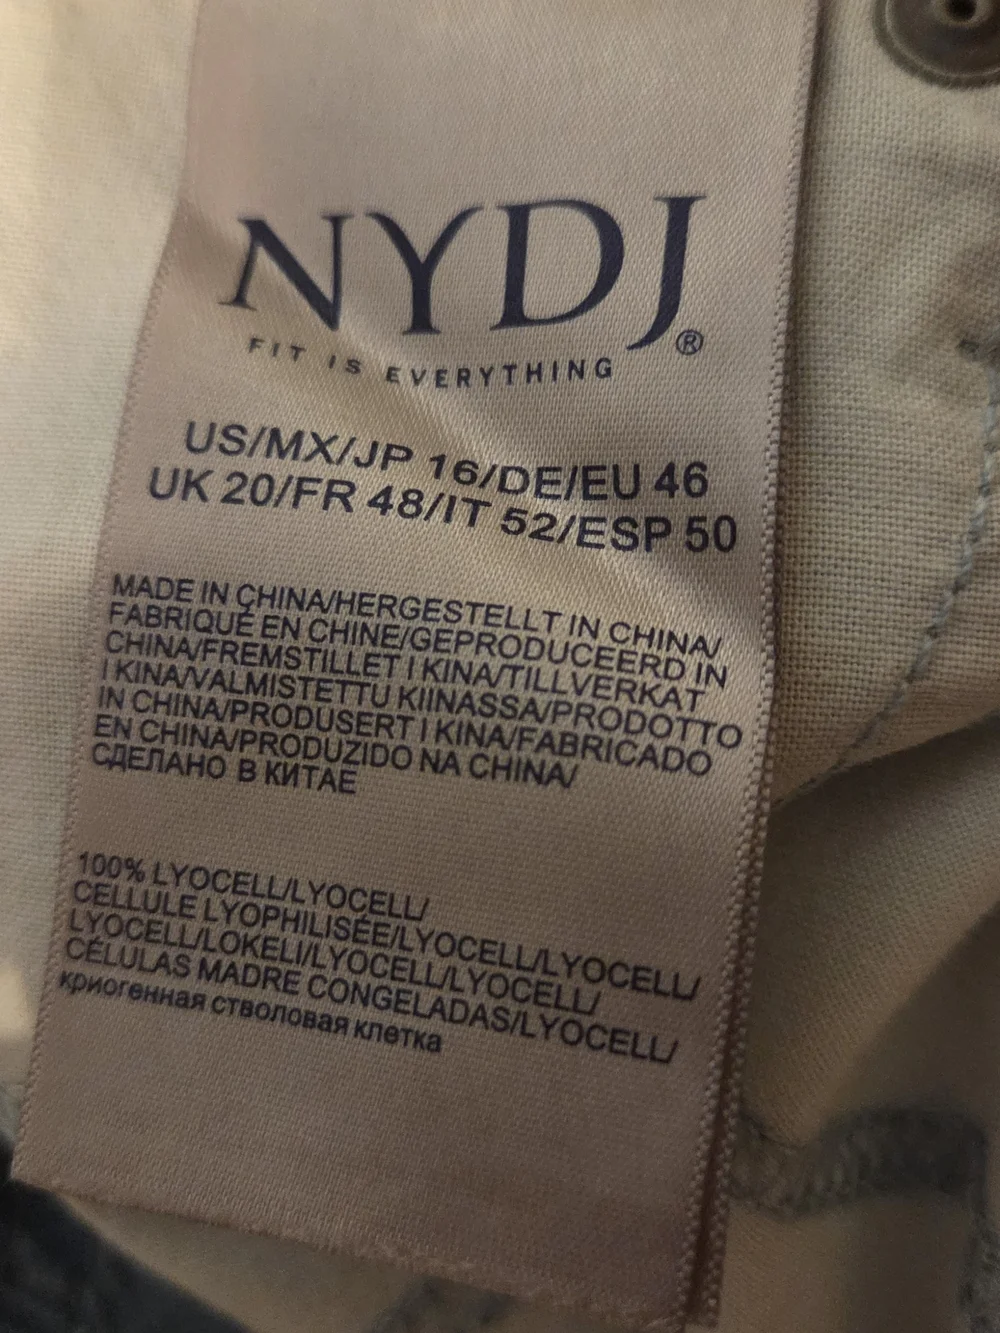 NYDJ®
FIT IS EVERYTHING
US/MX/JP 16/DE/EU 46
UK 20/FR 48/IT 52/ESP 50
MADE IN CHINA/HERGESTELLT IN CHINA/
FABRIQUÉ EN CHINE/GEPRODUCEERD IN
CHINA/FREMSTILLET I KINA/TILLVERKAT
I KINA/VALMISTETTU KIINASSA/PRODOTTO
IN CHINA/PRODUSERT I KINA/FABRICADO
EN CHINA/PRODUZIDO NA CHINA/
СДЕЛАНО В КИТАЕ
100% LYOCELL/LYOCELL/
CELLULE LYOPHILISÉE/LYOCELL/LYOCELL/
LYOCELL/LOKELI/LYOCELL/LYOCELL/
CÉLULAS MADRE CONGELADAS/LYOCELL/
криогенная стволовая клетка